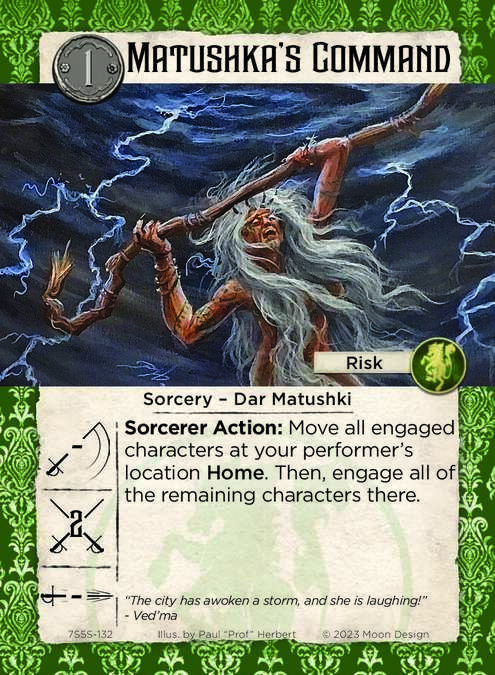 1
MATUSHKA'S COMMAND
Risk
Sorcery – Dar Matushki
Sorcerer Action: Move all engaged
characters at your performer's
location Home. Then, engage all of
the remaining characters there.
-
2
-
"The city has awoken a storm, and she is laughing!"
- Ved'ma
7S5S-132 Illus. by Paul "Prof" Herbert © 2023 Moon Design